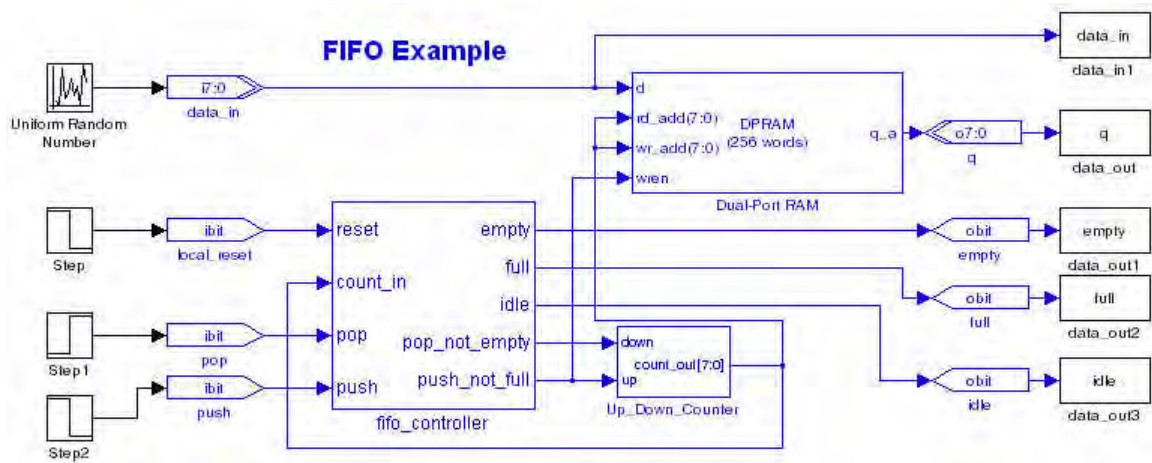 FIFO Example
data_in
data_in1
i7:0
data_in
Uniform Random
Number
d
rd_add(7:0)
wr_add(7:0)
wren
DPRAM
(256 words)
q_a
Dual-Port RAM
o7:0
q
q
data_out
Step
ibit
local_reset
reset
count_in
pop
push
empty
full
idle
pop_not_empty
push_not_full
fifo_controller
obit
empty
empty
data_out1
Step1
ibit
pop
obit
full
full
data_out2
down
up
count_out[7:0]
Up_Down_Counter
Step2
ibit
push
obit
idle
idle
data_out3